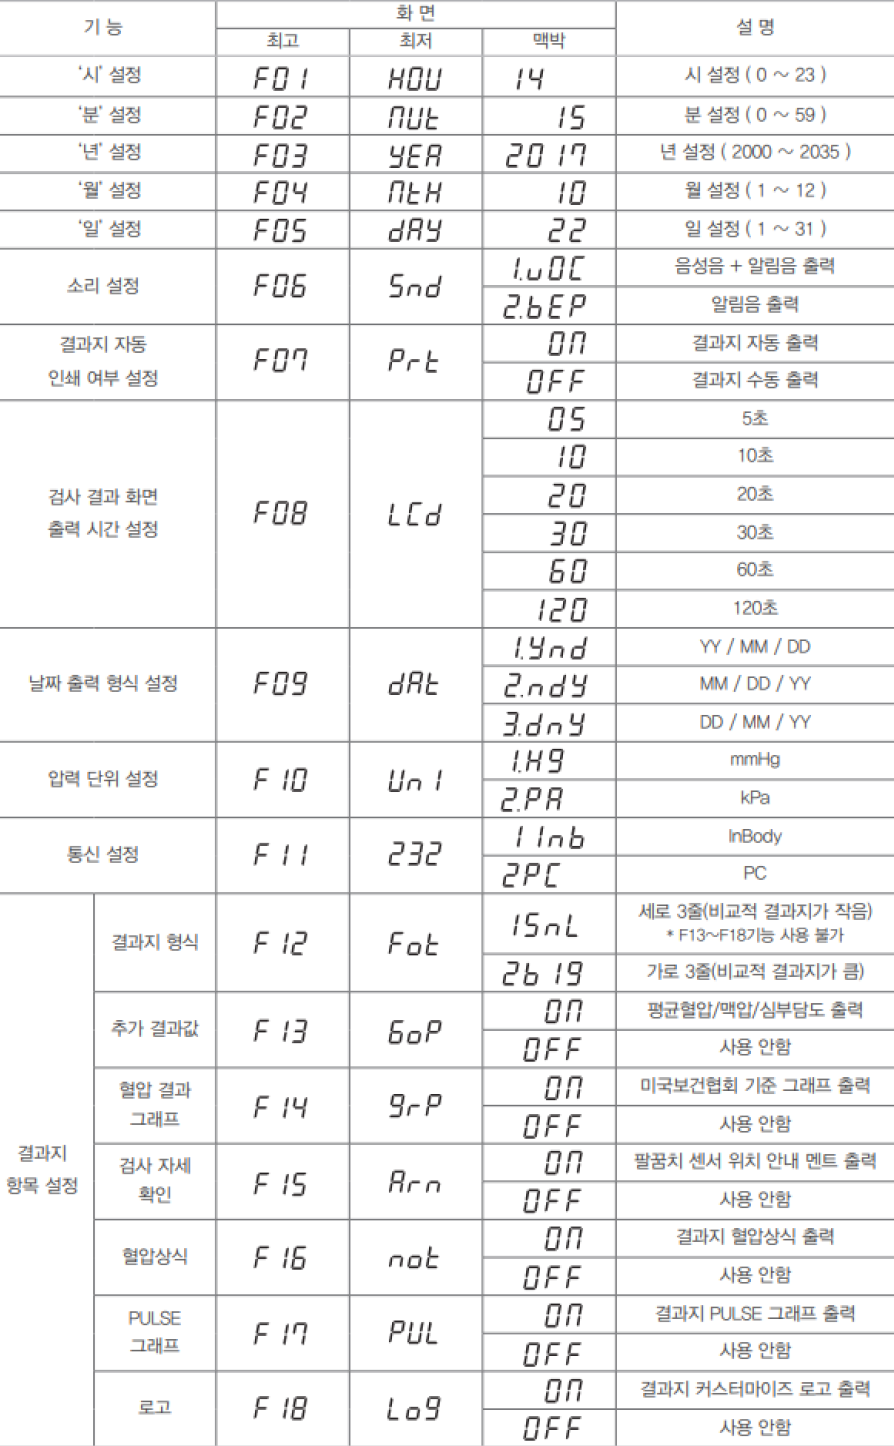 기 능
화 면
설 명
최고 최저 맥박
‘시’ 설정 F01 HOU 14 시 설정 ( 0 ～ 23 )
‘분’ 설정 F02 MUt 15 분 설정 ( 0 ～ 59 )
‘년’ 설정 F03 YEA 2017 년 설정 ( 2000 ～ 2035 )
‘월’ 설정 F04 MtH 10 월 설정 ( 1 ～ 12 )
‘일’ 설정 F05 dAY 22 일 설정 ( 1 ～ 31 )
소리 설정 F06 Snd
1.uOC 음성음 + 알림음 출력
2.bEP 알림음 출력
결과지 자동
인쇄 여부 설정
F07 Prt
ON 결과지 자동 출력
OFF 결과지 수동 출력
검사 결과 화면
출력 시간 설정
F08 LCd
05 5초
10 10초
20 20초
30 30초
60 60초
120 120초
날짜 출력 형식 설정 F09 dAt
1.Ynd YY / MM / DD
2.ndY MM / DD / YY
3.dnY DD / MM / YY
압력 단위 설정 F10 Un1
1.Hg mmHg
2.PA kPa
통신 설정 F11 232
1Inb InBody
2PC PC
결과지
항목 설정
결과지 형식 F12 Fot
1SnL 세로 3줄(비교적 결과지가 작음)
* F13～F18기능 사용 불가
2b19 가로 3줄(비교적 결과지가 큼)
추가 결과값 F13 GoP
ON 평균혈압/맥압/심부담도 출력
OFF 사용 안함
혈압 결과
그래프
F14 grP
ON 미국보건협회 기준 그래프 출력
OFF 사용 안함
검사 자세
확인
F15 Arn
ON 팔꿈치 센서 위치 안내 멘트 출력
OFF 사용 안함
혈압상식 F16 not
ON 결과지 혈압상식 출력
OFF 사용 안함
PULSE
그래프
F17 PUL
ON 결과지 PULSE 그래프 출력
OFF 사용 안함
로고 F18 Log
ON 결과지 커스터마이즈 로고 출력
OFF 사용 안함